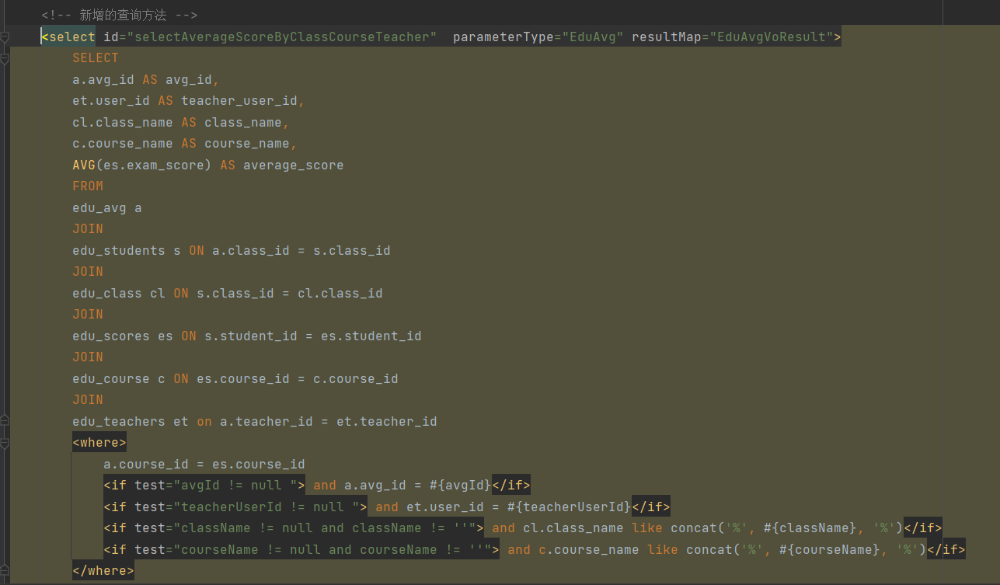 <!-- 新增的查询方法 -->
<select id="selectAverageScoreByClassCourseTeacher"  parameterType="EduAvg" resultMap="EduAvgVoResult">
SELECT
a.avg_id AS avg_id,
et.user_id AS teacher_user_id,
cl.class_name AS class_name,
c.course_name AS course_name,
AVG(es.exam_score) AS average_score
FROM
edu_avg a
JOIN
edu_students s ON a.class_id = s.class_id
JOIN
edu_class cl ON s.class_id = cl.class_id
JOIN
edu_scores es ON s.student_id = es.student_id
JOIN
edu_course c ON es.course_id = c.course_id
JOIN
edu_teachers et on a.teacher_id = et.teacher_id
<where>
a.course_id = es.course_id
<if test="avgId != null "> and a.avg_id = #{avgId}</if>
<if test="teacherUserId != null "> and et.user_id = #{teacherUserId}</if>
<if test="className != null and className != ''"> and cl.class_name like concat('%', #{className}, '%')</if>
<if test="courseName != null and courseName != ''"> and c.course_name like concat('%', #{courseName}, '%')</if>
</where>